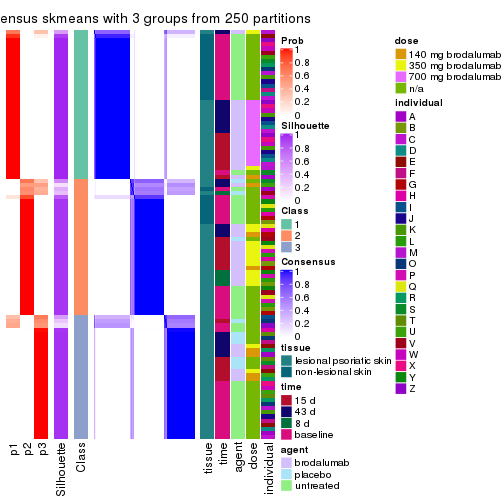 ensus skmeans with 3 groups from 250 partitions
Prob
1
0.8
0.6
0.4
0.2
0
Silhouette
1
0.8
0.6
0.4
0.2
0
Class
1
2
3
Consensus
1
0.8
0.6
0.4
0.2
0
tissue
lesional psoriatic skin
non-lesional skin
time
15 d
43 d
8 d
baseline
agent
brodalumab
placebo
untreated
dose
140 mg brodalumab
350 mg brodalumab
700 mg brodalumab
n/a
individual
A
B
C
D
E
F
G
H
I
J
K
L
M
O
P
Q
R
S
T
U
V
W
X
Y
Z
p1
p2
p3
Silhouette
Class
tissue
time
agent
dose
individual